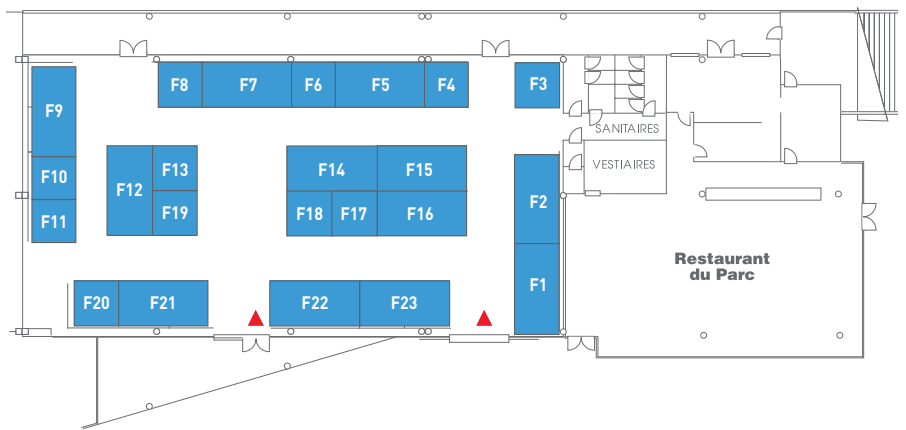 F8
F7
F6
F5
F4
F3
F9
SANITAIRES
F13
F14
F15
VESTIAIRES
F10
F12
F2
F11
F19
F18
F17
F16
Restaurant
du Parc
F1
F20
F21
F22
F23